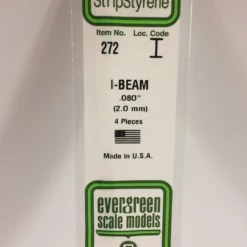 StripStyrene
Item No. Loc. Code
272
I-BEAM
.080"
(2.0 mm)
4 Pieces
Made in U.S.A.
evergreen
scale models